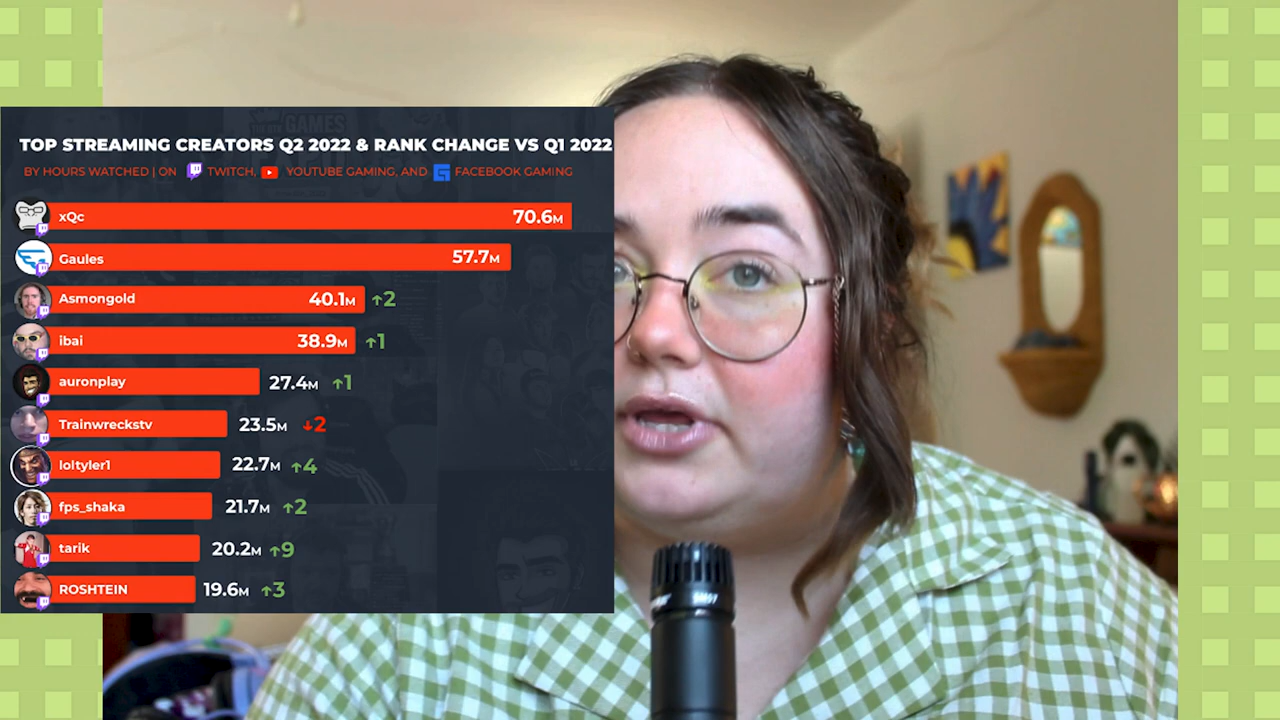 TOP STREAMING CREATORS Q2 2022 & RANK CHANGE VS Q1 2022
BY HOURS WATCHED | ON TWITCH, YOUTUBE GAMING, AND FACEBOOK GAMING
xQc 70.6M
Gaules 57.7M
Asmongold 40.1M ↑2
ibai 38.9M ↑1
auronplay 27.4M ↑1
Trainwreckstv 23.5M ↓2
loltyler1 22.7M ↑4
fps_shaka 21.7M ↑2
tarik 20.2M ↑9
ROSHTEIN 19.6M ↑3